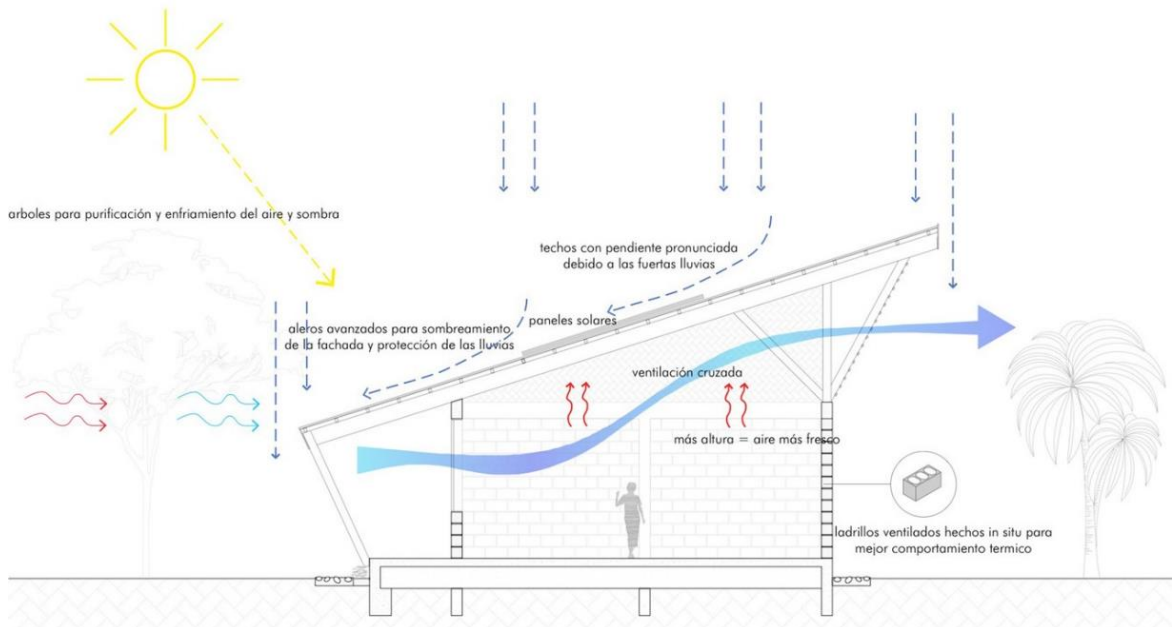 arboles para purificación y enfriamiento del aire y sombra
techos con pendiente pronunciada
debido a las fuertas lluvias
paneles solares
aleros avanzados para sombreamiento
de la fachada y protección de las lluvias
ventilación cruzada
más altura = aire más fresco
ladrillos ventilados hechos in situ para
mejor comportamiento termico